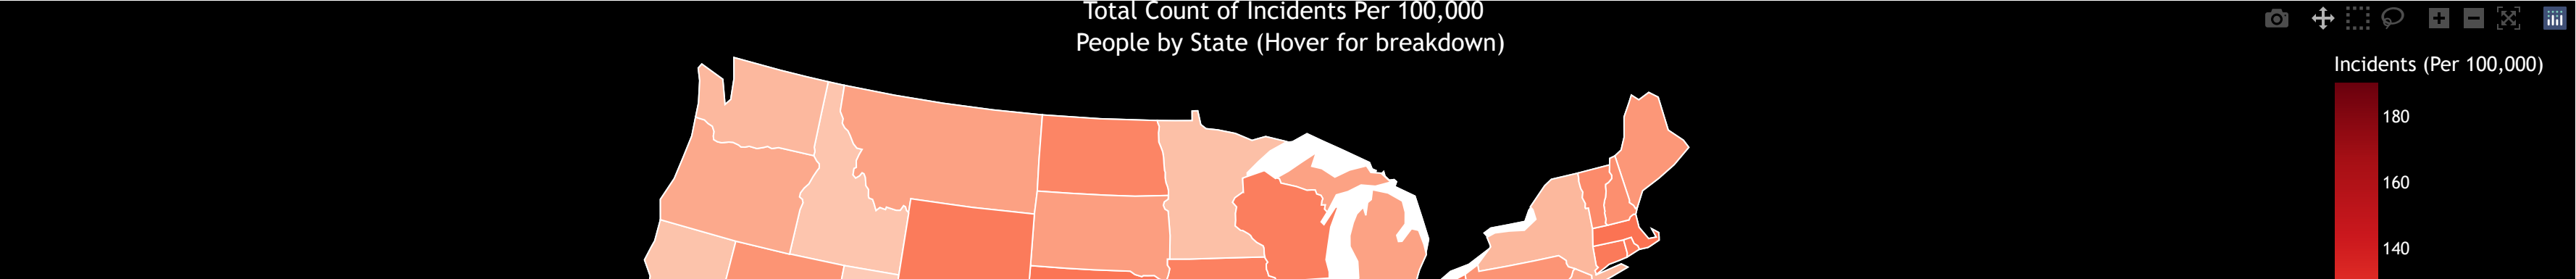 Total Count of Incidents Per 100,000
People by State (Hover for breakdown)
Incidents (Per 100,000)
180
160
140